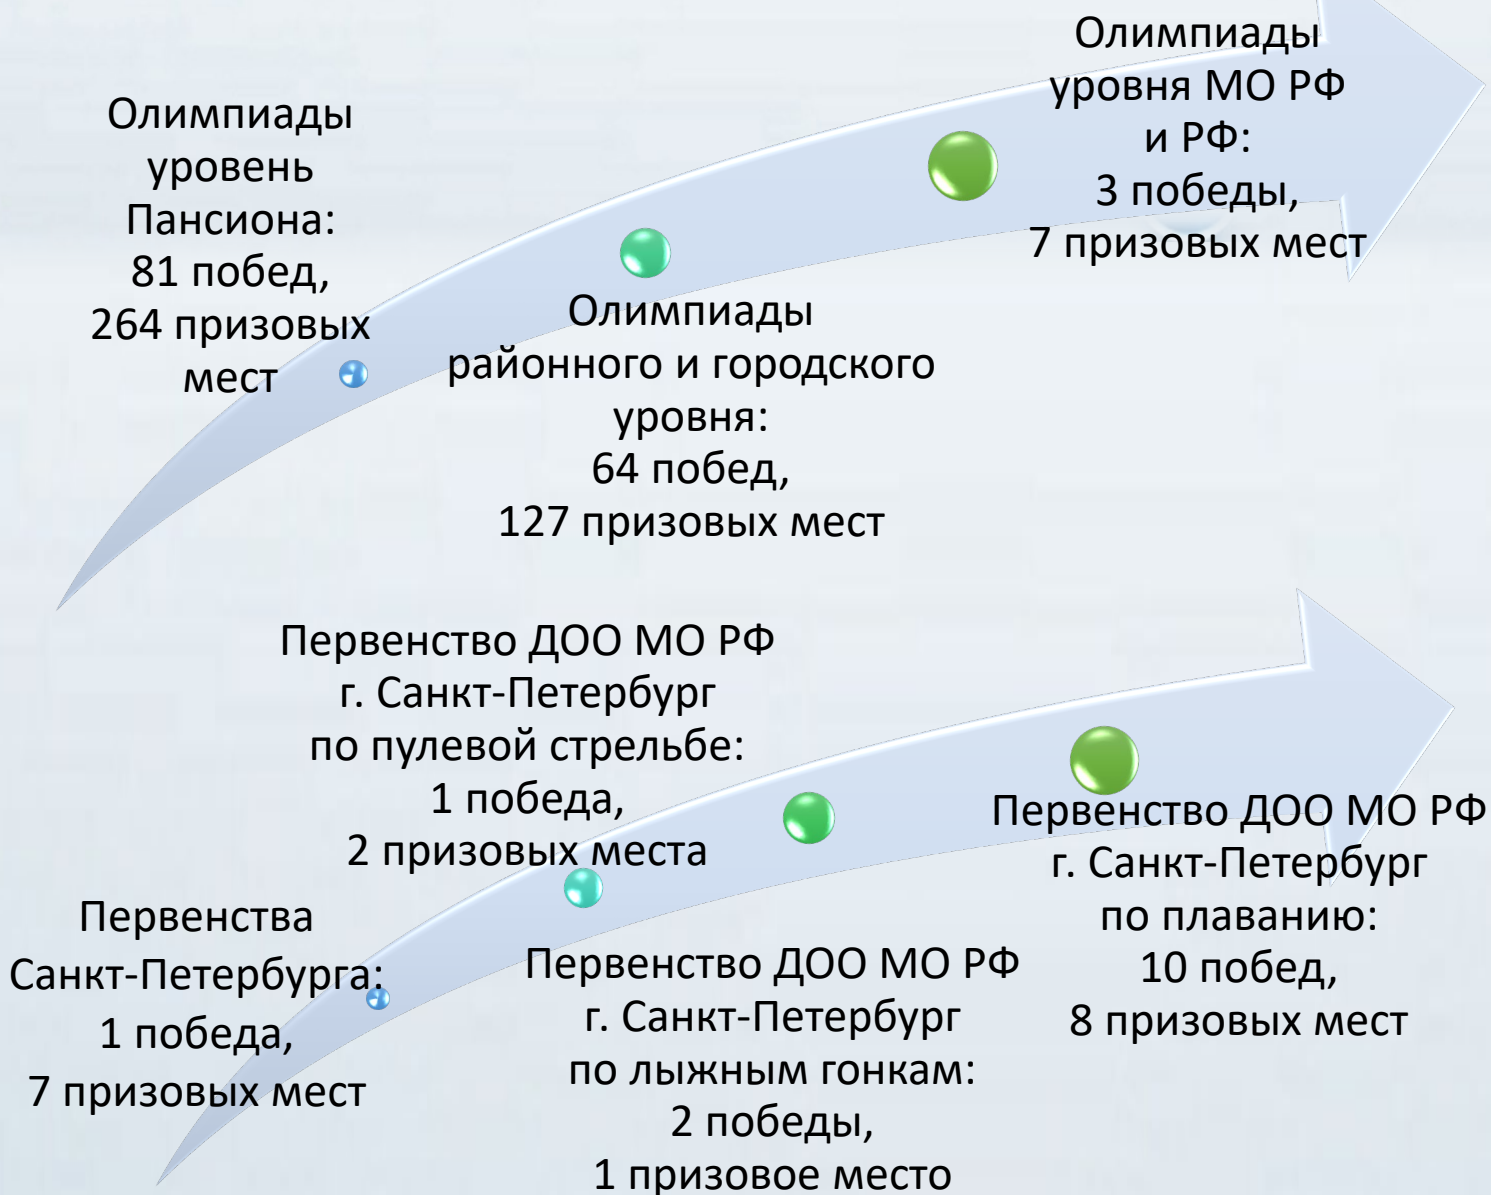 Олимпиады
уровень
Пансиона:
81 побед,
264 призовых
мест
Олимпиады
районного и городского
уровня:
64 побед,
127 призовых мест
Олимпиады
уровня МО РФ
и РФ:
3 победы,
7 призовых мест
Первенства
Санкт-Петербурга:
1 победа,
7 призовых мест
Первенство ДОО МО РФ
г. Санкт-Петербург
по пулевой стрельбе:
1 победа,
2 призовых места
Первенство ДОО МО РФ
г. Санкт-Петербург
по лыжным гонкам:
2 победы,
1 призовое место
Первенство ДОО МО РФ
г. Санкт-Петербург
по плаванию:
10 побед,
8 призовых мест